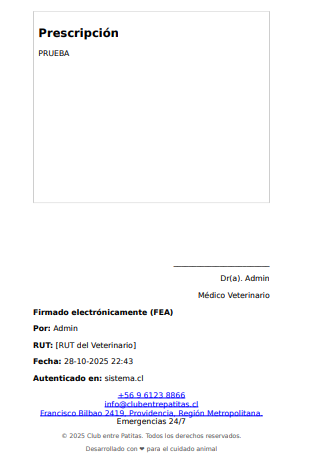 Prescripción
PRUEBA
Dr(a). Admin
Médico Veterinario
Firmado electrónicamente (FEA)
Por: Admin
RUT: [RUT del Veterinario]
Fecha: 28-10-2025 22:43
Autenticado en: sistema.cl
+56 9 6123 8866
info@clubentrepatitas.cl
Francisco Bilbao 2419, Providencia, Región Metropolitana.
Emergencias 24/7
© 2025 Club entre Patitas. Todos los derechos reservados.
Desarrollado con ❤ para el cuidado animal